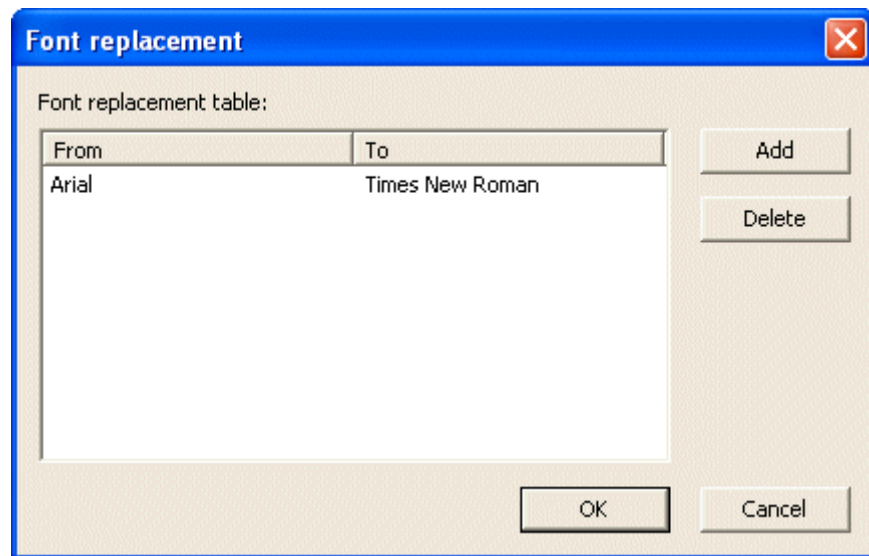 Font replacement
Font replacement table:
From To
Add
Arial Times New Roman
Delete
OK Cancel